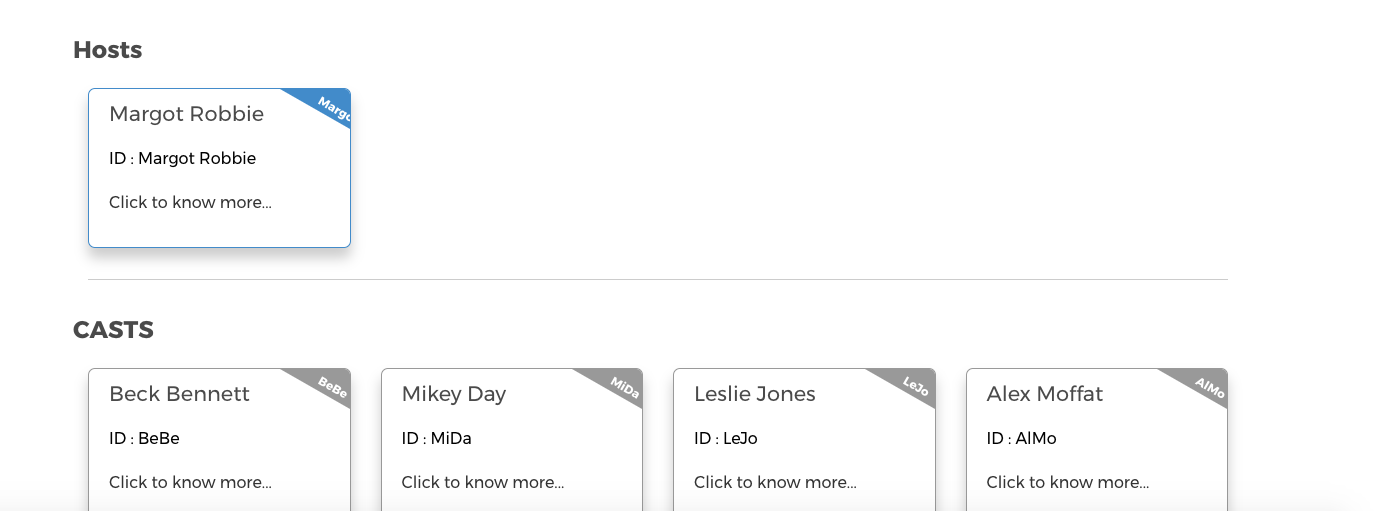 Hosts
Margot Robbie
ID : Margot Robbie
Click to know more...
CASTS
Beck Bennett
BeBe
ID : BeBe
Click to know more...
Mikey Day
MiDa
ID : MiDa
Click to know more...
Leslie Jones
LeJo
ID : LeJo
Click to know more...
Alex Moffat
AlMo
ID : AlMo
Click to know more...